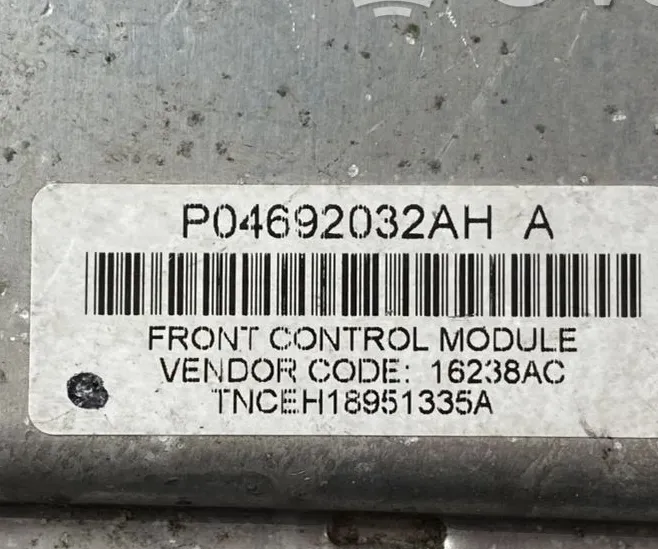 P04692032AH A
FRONT CONTROL MODULE
VENDOR CODE: 16238AC
TNCEH18951335A